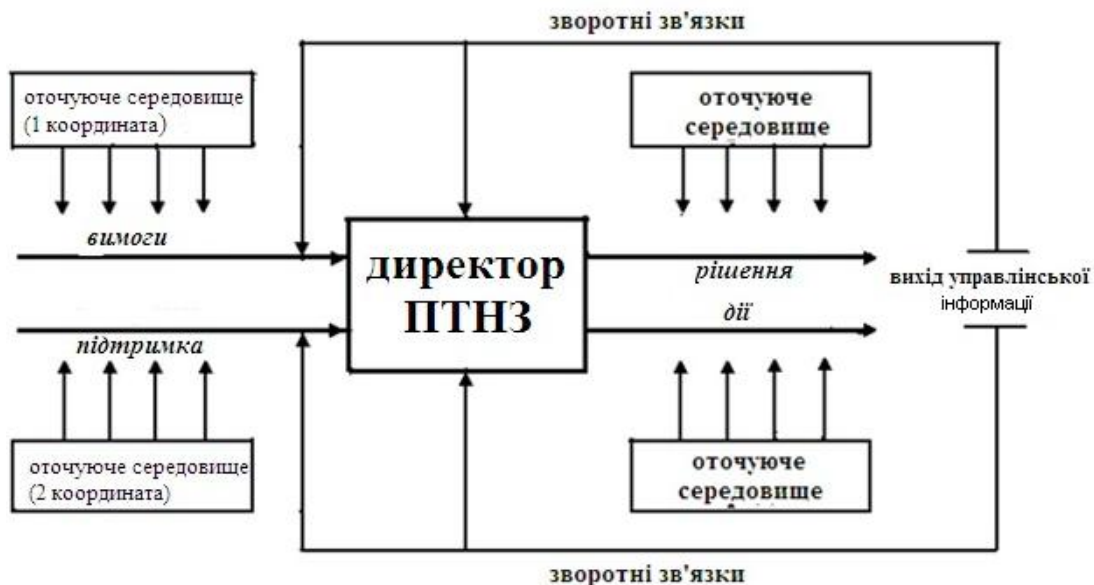 зворотні зв'язки
оточуюче середовище
(1 координата)
оточуюче
середовище
вимоги
директор
ПТНЗ
рішення
вихід управлінської
інформації
дії
підтримка
оточуюче середовище
(2 координата)
оточуюче
середовище
зворотні зв'язки